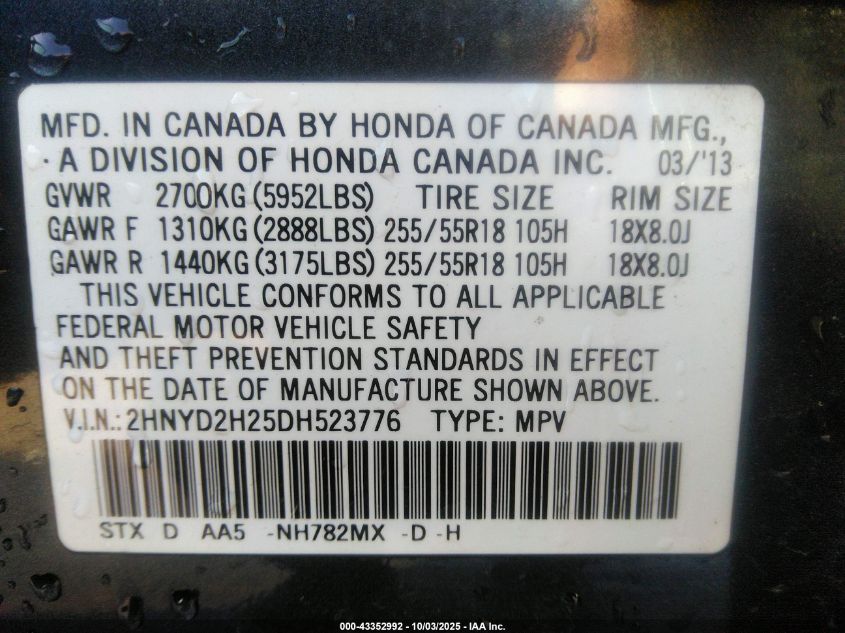 MFD. IN CANADA BY HONDA OF CANADA MFG.,
A DIVISION OF HONDA CANADA INC. 03/'13
GVWR 2700KG (5952LBS) TIRE SIZE RIM SIZE
GAWR F 1310KG (2888LBS) 255/55R18 105H 18X8.0J
GAWR R 1440KG (3175LBS) 255/55R18 105H 18X8.0J
THIS VEHICLE CONFORMS TO ALL APPLICABLE
FEDERAL MOTOR VEHICLE SAFETY
AND THEFT PREVENTION STANDARDS IN EFFECT
ON THE DATE OF MANUFACTURE SHOWN ABOVE.
V.I.N.: 2HNYD2H25DH523776 TYPE: MPV
STX D AA5 -NH782MX -D -H
000-43352992 - 10/03/2025 - IAA Inc.